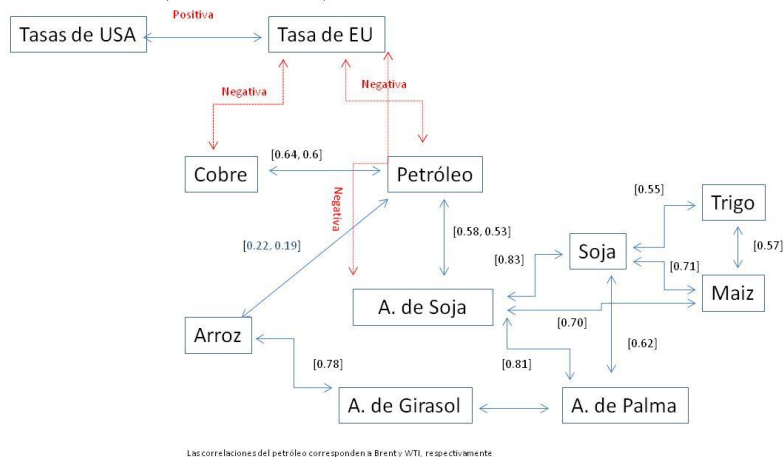 Positiva
Tasas de USA
Tasa de EU
Negativa
Negativa
[0.64, 0.6]
Cobre
Petróleo
Negativa
[0.55]
Trigo
[0.22, 0.19]
[0.58, 0.53]
Soja
[0.57]
[0.83]
[0.71]
Maiz
A. de Soja
[0.70]
Arroz
[0.62]
[0.78]
[0.81]
A. de Girasol
A. de Palma
Las correlaciones del petróleo corresponden a Brent y WTI, respectivamente